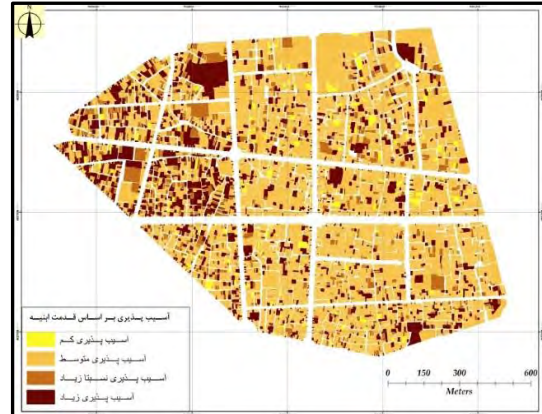 N
آسیب پذیری بر اساس قدمت ابنیه
آسیب پذیری کم
آسیب پذیری متوسط
آسیب پذیری نسبتا زیاد
آسیب پذیری زیاد
0 150 300 600
Meters